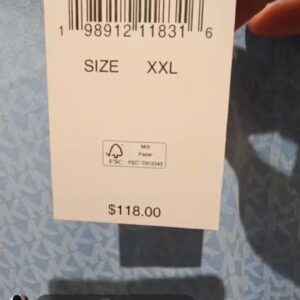 1 98912 11831 6
SIZE XXL
FSC
MIX
Paper
$118.00